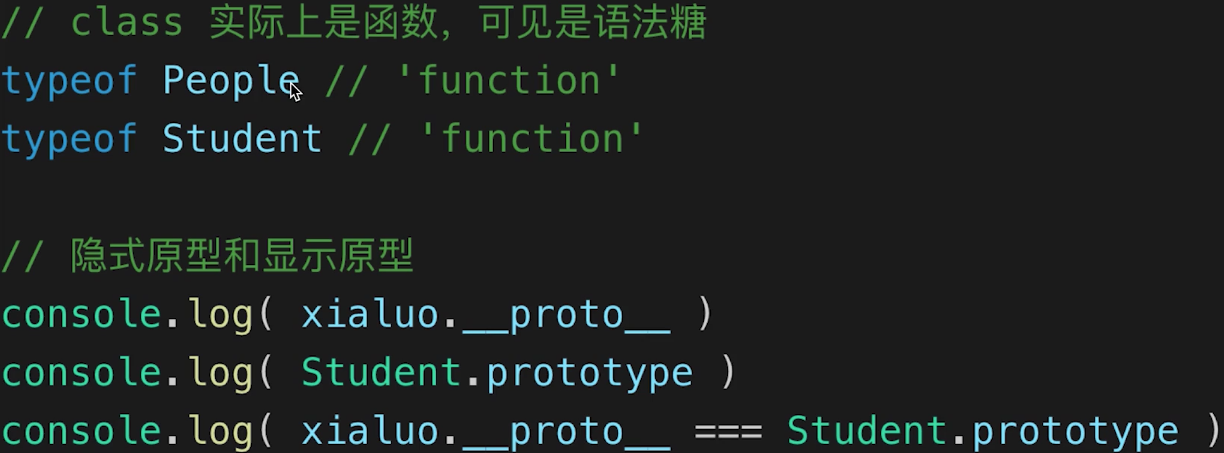 // class 实际上是函数，可见是语法糖
typeof People // 'function'
typeof Student // 'function'
// 隐式原型和显示原型
console.log( xialuo.__proto__ )
console.log( Student.prototype )
console.log( xialuo.__proto__ === Student.prototype )